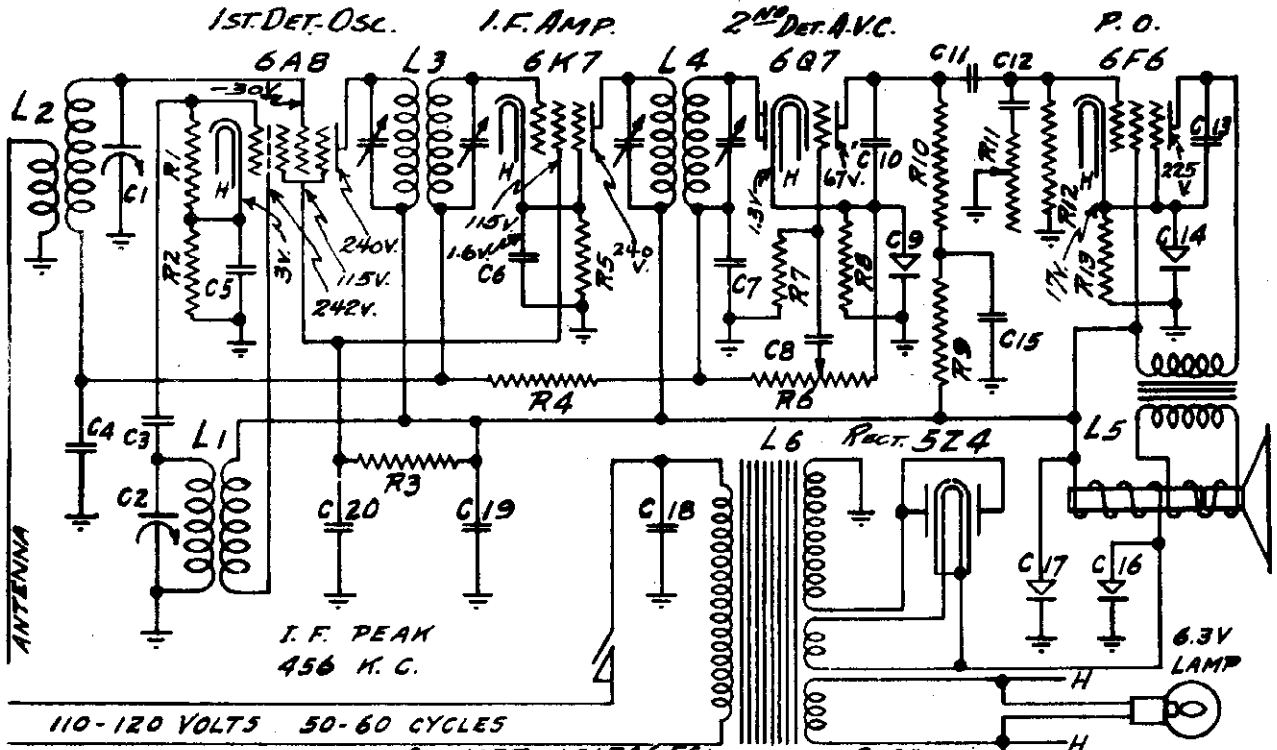 1ST. DET.-OSC.
I.F. AMP.
2ND DET. A.V.C.
P.O.
6A8
L3
6K7
L4
6Q7
C11
C12
6F6
L2
-30V.
C1
R1
H
240V.
115V.
242V.
3V.
R2
C5
H
115V.
1.6V.
C6
R5
240 V.
H
1.3V.
67V.
C10
R10
R11
R12
H
C13
225 V.
C7
R7
R8
C9
C14
17V.
R13
C8
R9
C15
R4
R6
C4
C3
L1
L6
RECT. 5Z4
L5
C2
R3
C20
C19
C18
C17
C16
ANTENNA
I.F. PEAK
456 K.C.
6.3V
LAMP
H
110-120 VOLTS 50-60 CYCLES
H